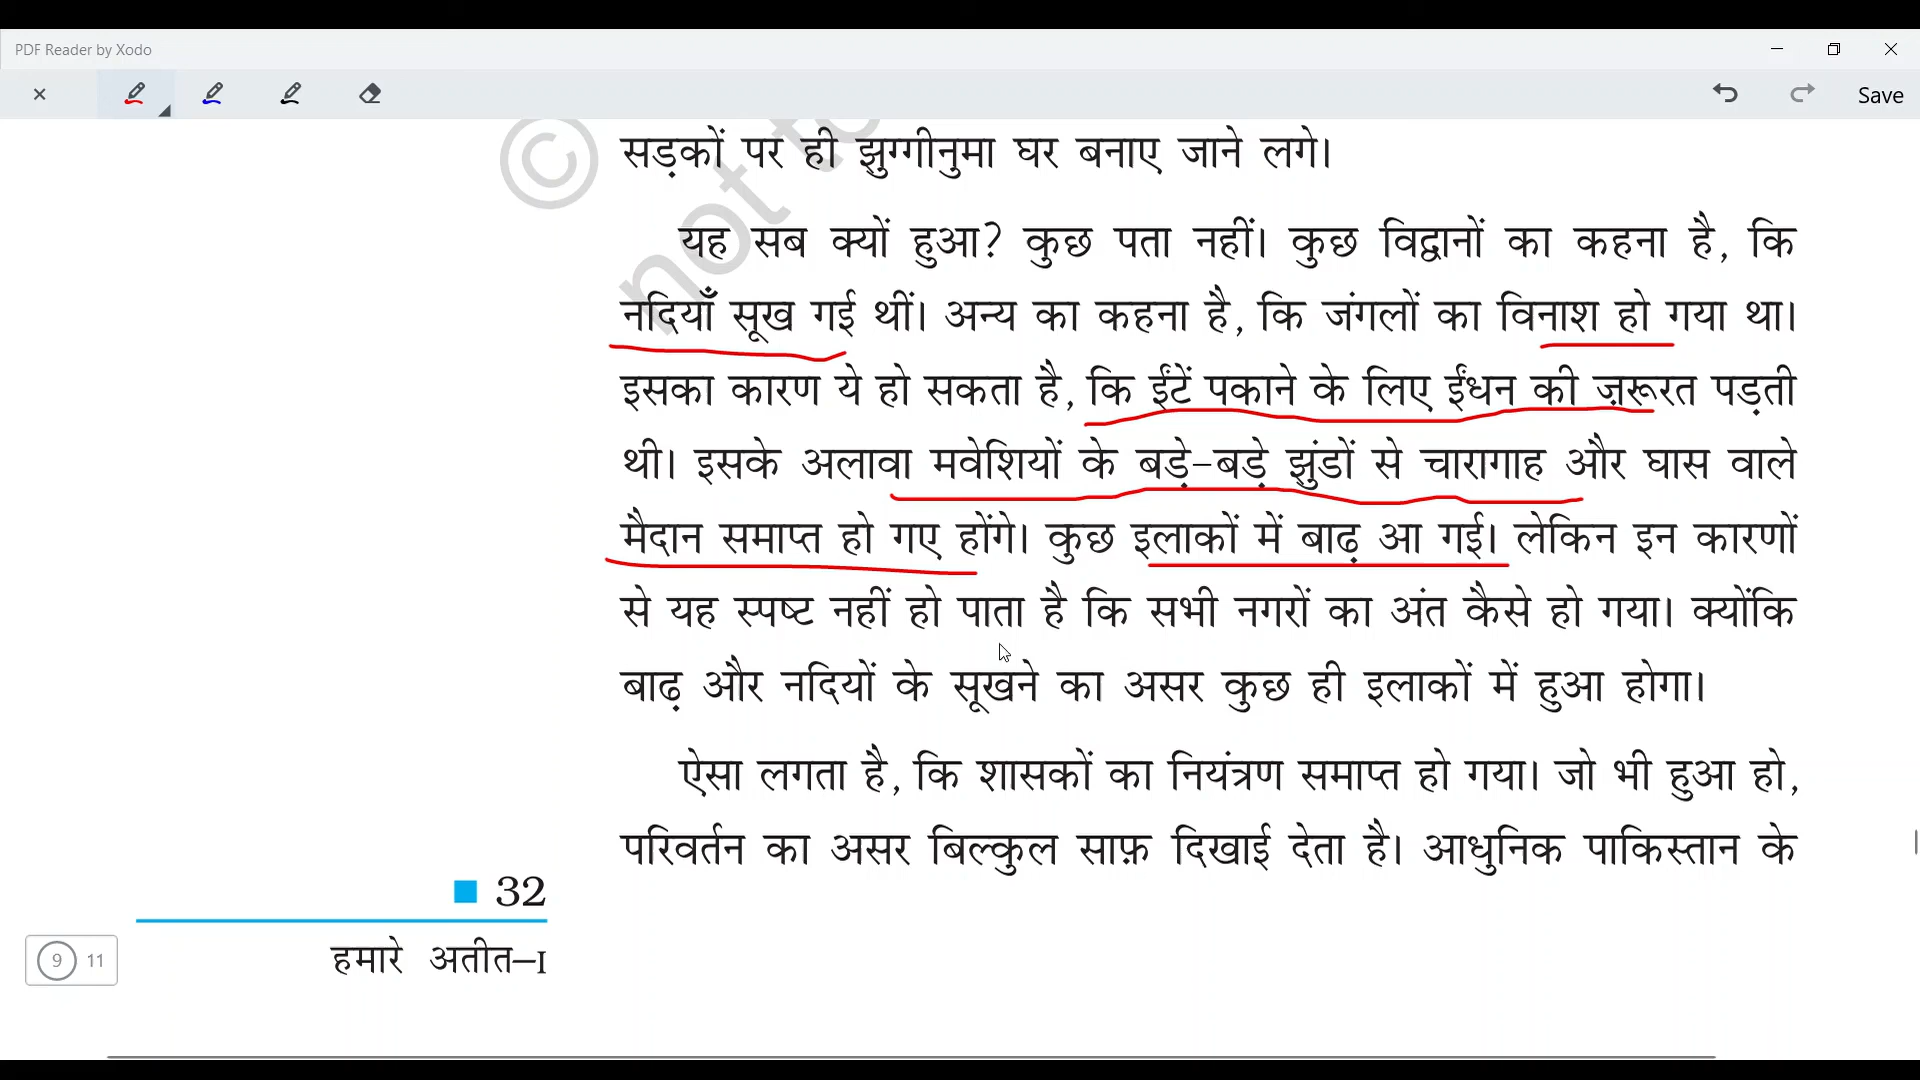 PDF Reader by Xodo
Save
© not to
सड़कों पर ही झुग्गीनुमा घर बनाए जाने लगे।
यह सब क्यों हुआ? कुछ पता नहीं। कुछ विद्वानों का कहना है, कि
नदियाँ सूख गई थीं। अन्य का कहना है, कि जंगलों का विनाश हो गया था।
इसका कारण ये हो सकता है, कि ईंटें पकाने के लिए ईंधन की ज़रूरत पड़ती
थी। इसके अलावा मवेशियों के बड़े-बड़े झुंडों से चारागाह और घास वाले
मैदान समाप्त हो गए होंगे। कुछ इलाकों में बाढ़ आ गई। लेकिन इन कारणों
से यह स्पष्ट नहीं हो पाता है कि सभी नगरों का अंत कैसे हो गया। क्योंकि
बाढ़ और नदियों के सूखने का असर कुछ ही इलाकों में हुआ होगा।
ऐसा लगता है, कि शासकों का नियंत्रण समाप्त हो गया। जो भी हुआ हो,
परिवर्तन का असर बिल्कुल साफ़ दिखाई देता है। आधुनिक पाकिस्तान के
32
हमारे अतीत–I
9 11